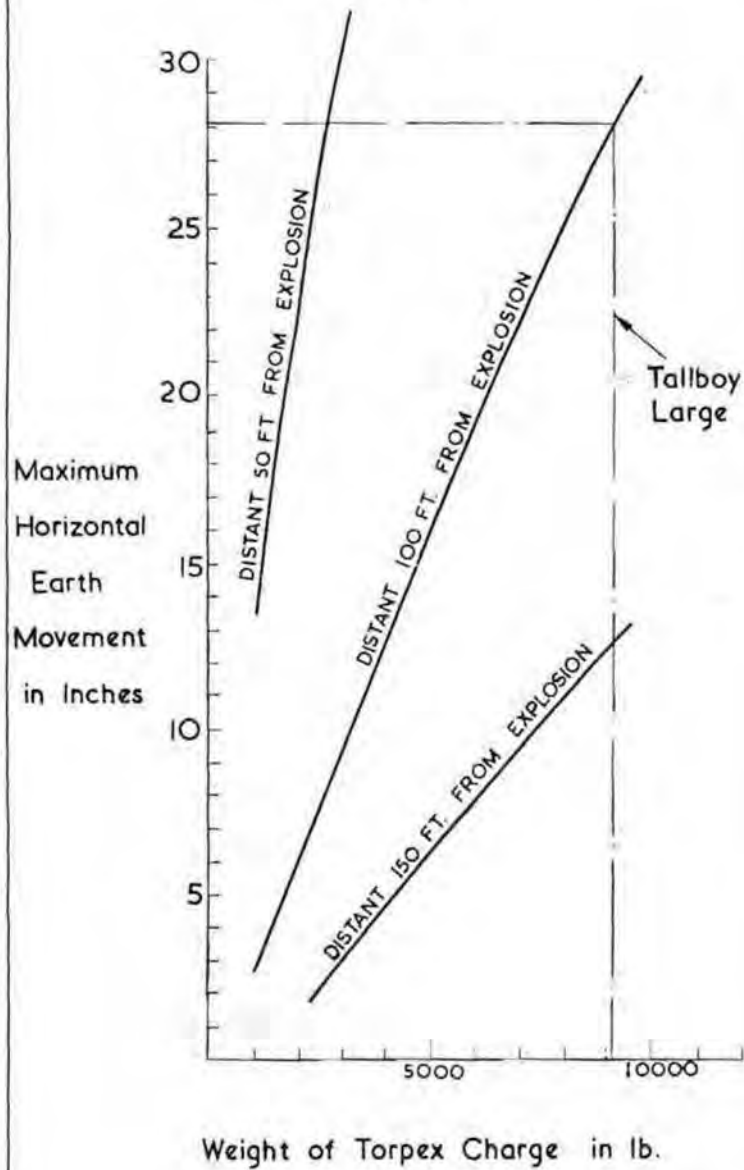 30
25
20
15
10
5
DISTANT 50 FT FROM EXPLOSION
DISTANT 100 FT. FROM EXPLOSION
DISTANT 150 FT. FROM EXPLOSION
Tallboy
Large
Maximum
Horizontal
Earth
Movement
in Inches
5000
10000
Weight of Torpex Charge in lb.